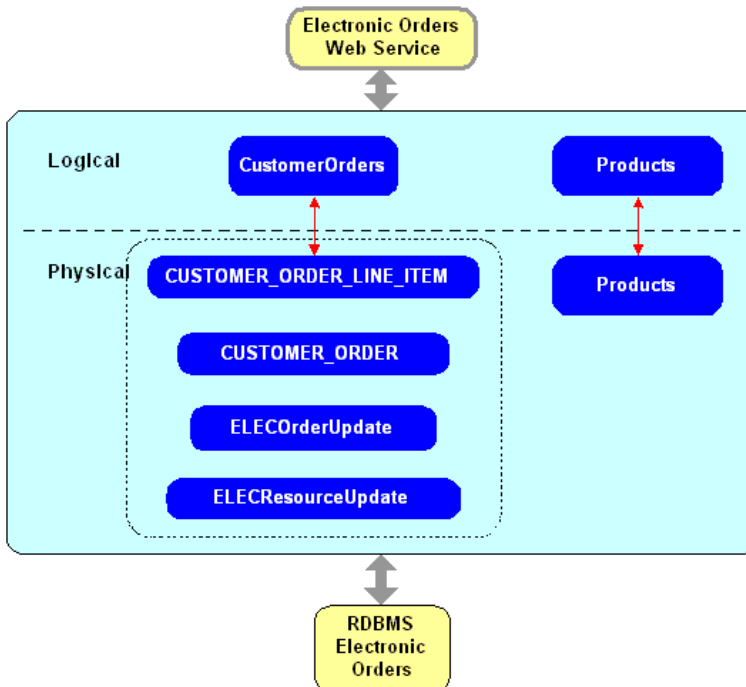 Electronic Orders
Web Service
Logical
CustomerOrders
Products
Physical
CUSTOMER_ORDER_LINE_ITEM
Products
CUSTOMER_ORDER
ELECOrderUpdate
ELECResourceUpdate
RDBMS
Electronic
Orders